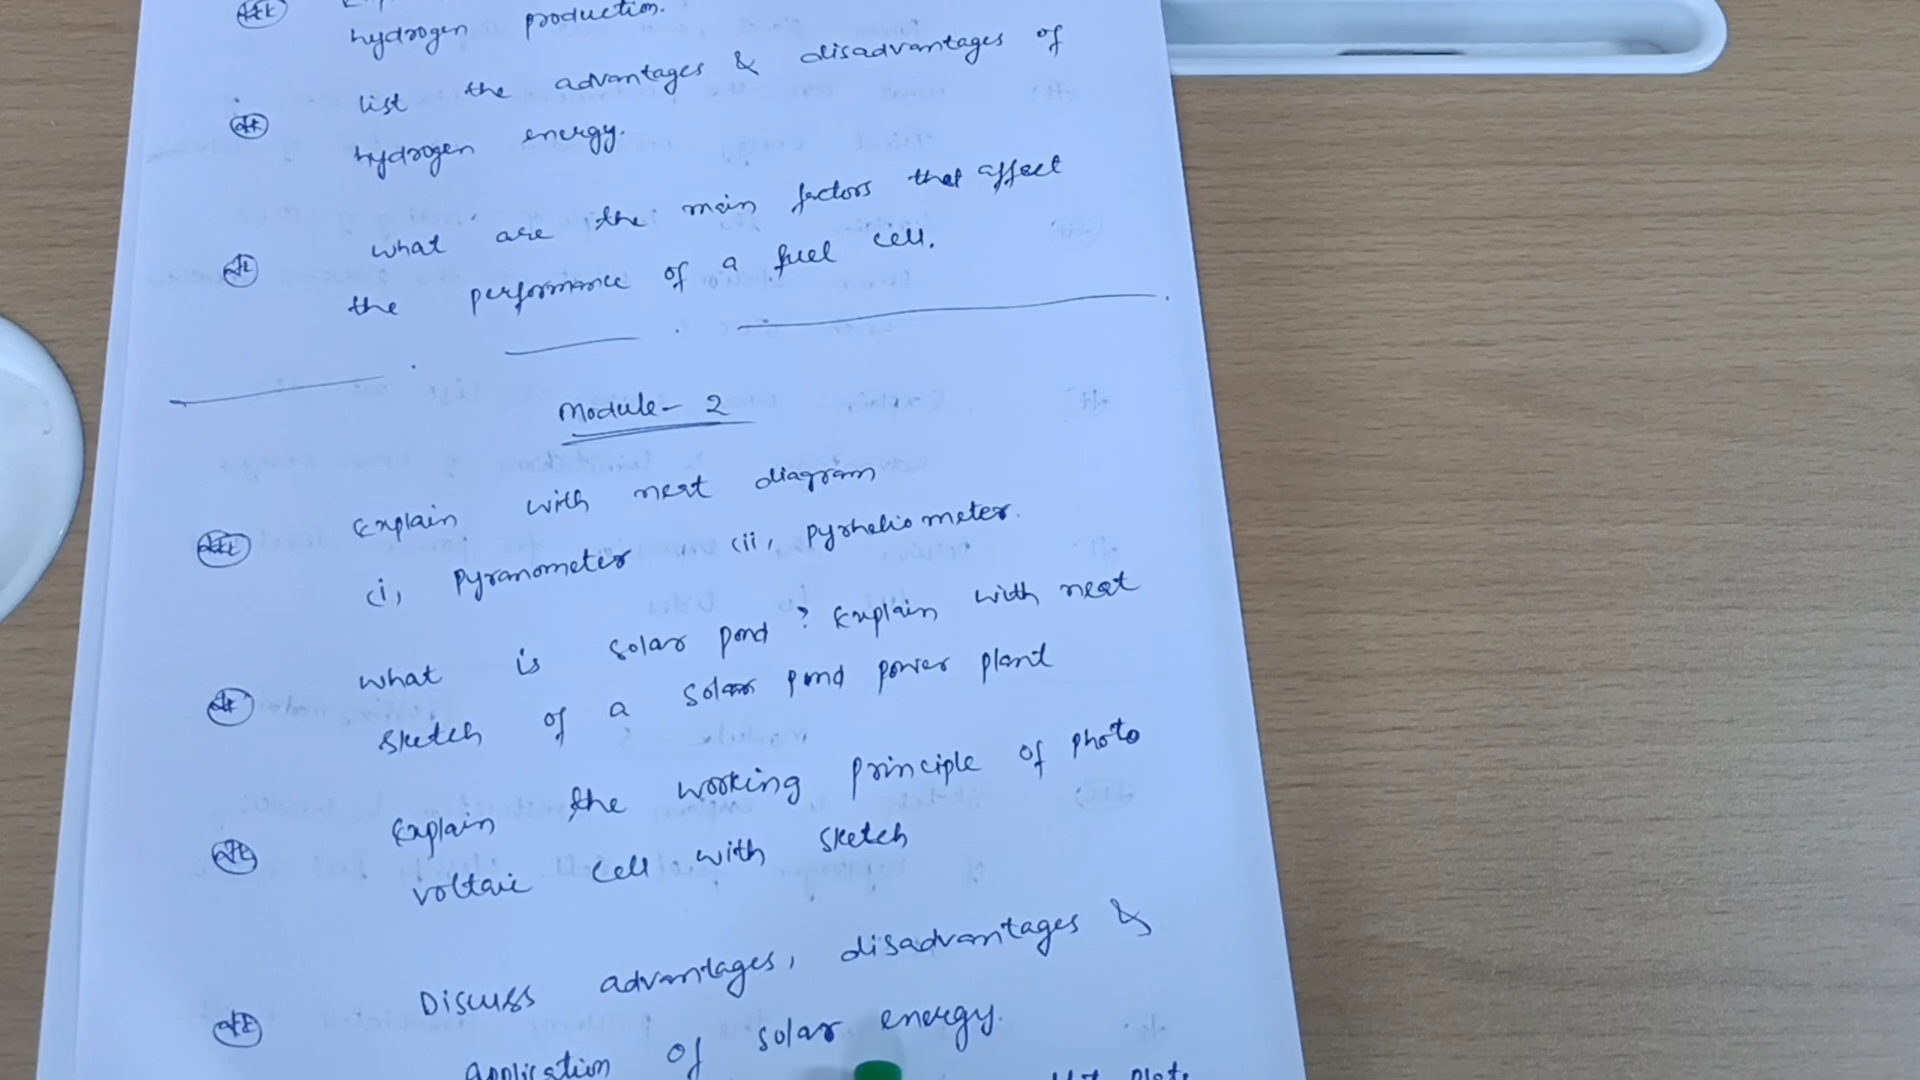 hydrogen production.
list the advantages & disadvantages of
hydrogen energy.
what are the main factors that affect
the performance of a fuel cell.
Module - 2
Explain with neat diagram
(i) Pyranometer (ii) Pyrheliometer.
what is solar pond ? Explain with neat
sketch of a solar pond power plant
Explain the working principle of photo
voltaic cell with sketch
Discuss advantages, disadvantages &
application of solar energy.
plate